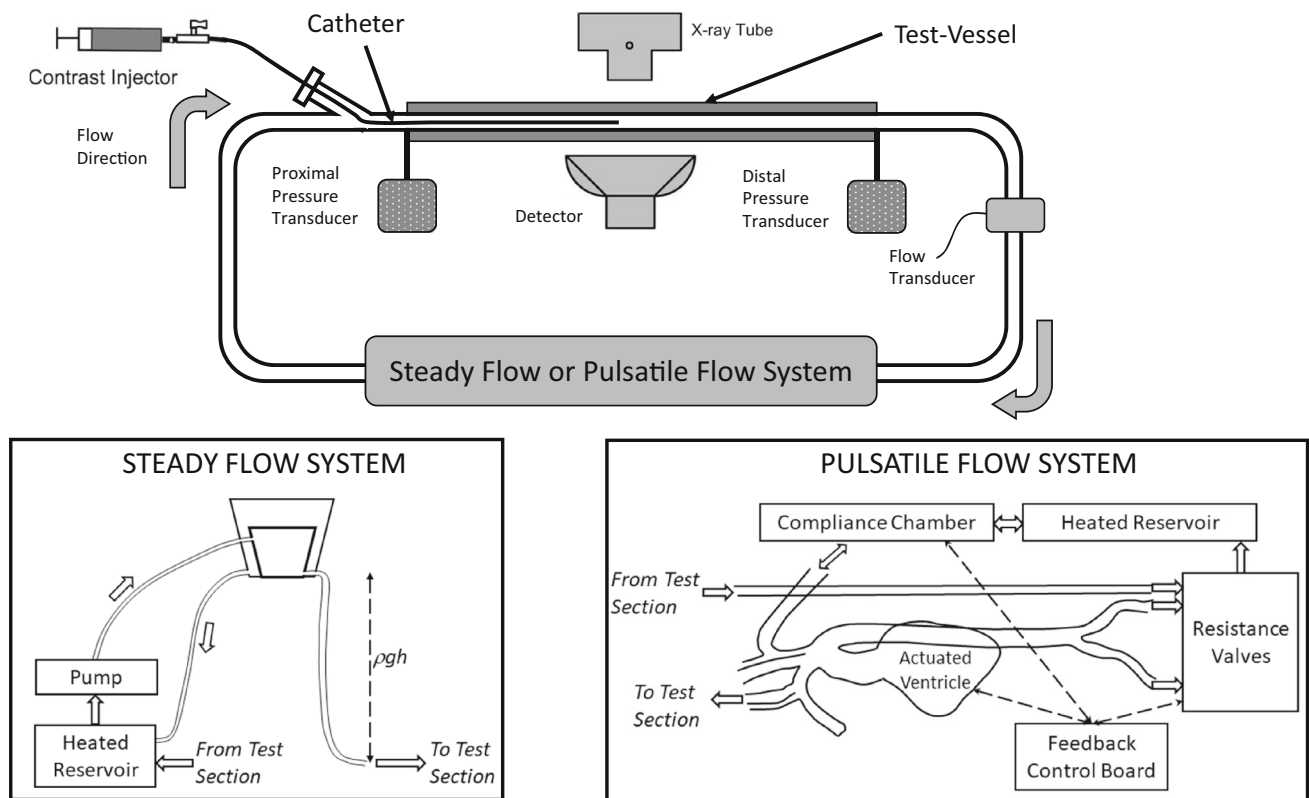 Catheter
X-ray Tube
Test-Vessel
Contrast Injector
Flow
Direction
Proximal
Pressure
Transducer
Detector
Distal
Pressure
Transducer
Flow
Transducer
Steady Flow or Pulsatile Flow System
STEADY FLOW SYSTEM
ρgh
Pump
Heated
Reservoir
From Test
Section
To Test
Section
PULSATILE FLOW SYSTEM
Compliance Chamber
Heated Reservoir
From Test
Section
Resistance
Valves
Actuated
Ventricle
To Test
Section
Feedback
Control Board